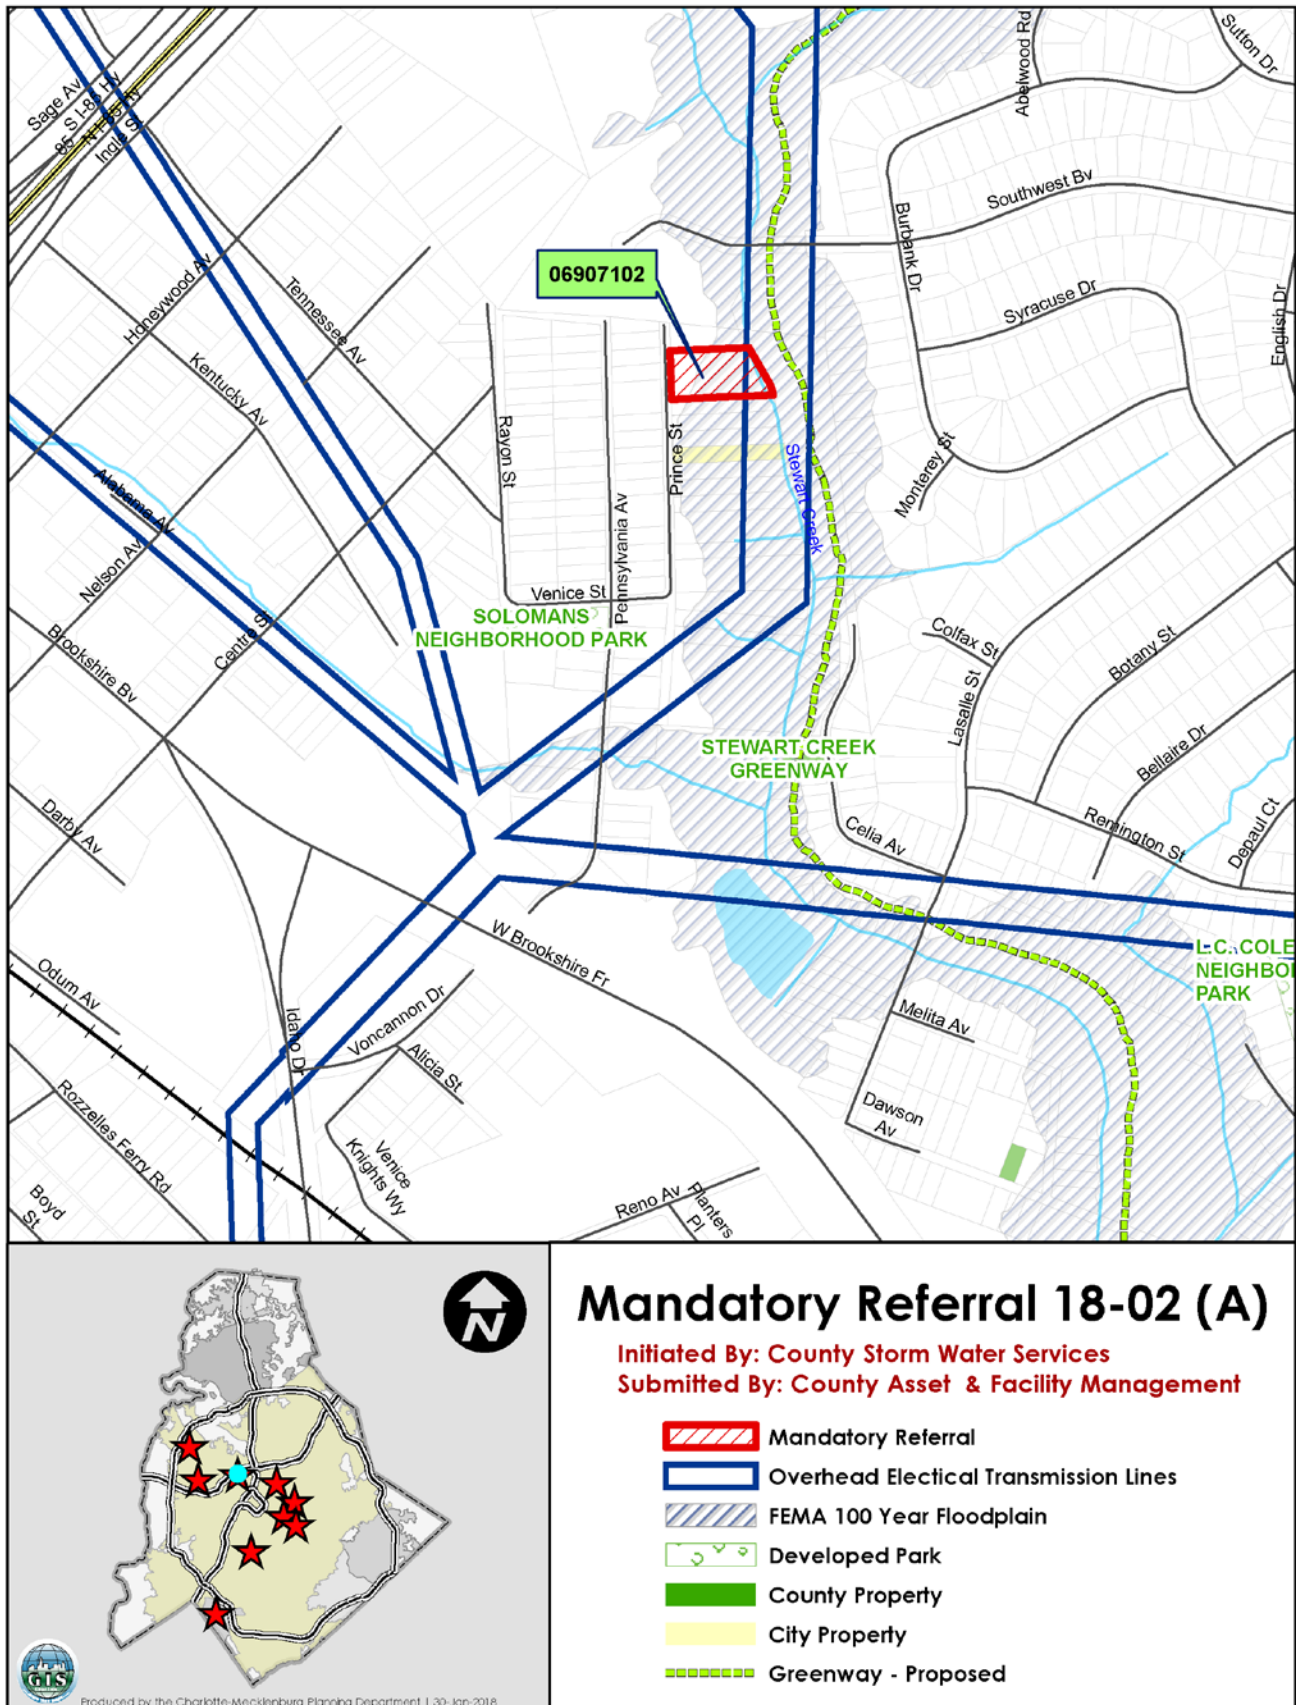 Sage Av
85 S I-85 Hy
N I-85 Hy
Ingle St
Abelwood Rd
Sutton Dr
Southwest Bv
Burbank Dr
Syracuse Dr
English Dr
Honeywood Av
Tennessee Av
Kentucky Av
06907102
Rayon St
Prince St
Pennsylvania Av
Stewart Creek
Monterey St
Alabama Av
Nelson Av
Centre St
Brookshire Bv
Venice St
SOLOMANS
NEIGHBORHOOD PARK
Colfax St
Lasalle St
Botany St
Bellaire Dr
STEWART CREEK
GREENWAY
Celia Av
Remington St
Depaul Ct
Darby Av
W Brookshire Fr
L.C. COLE
NEIGHBO
PARK
Odum Av
Idaho Dr
Voncannon Dr
Alicia St
Melita Av
Dawson
Av
Rozzelles Ferry Rd
Venice
Knights Wy
Boyd
St
Reno Av
Planters
Pl
N
Mandatory Referral 18-02 (A)
Initiated By: County Storm Water Services
Submitted By: County Asset & Facility Management
Mandatory Referral
Overhead Electical Transmission Lines
FEMA 100 Year Floodplain
Developed Park
County Property
City Property
Greenway - Proposed
GIS
Produced by the Charlotte-Mecklenburg Planning Department | 30-Jan-2018